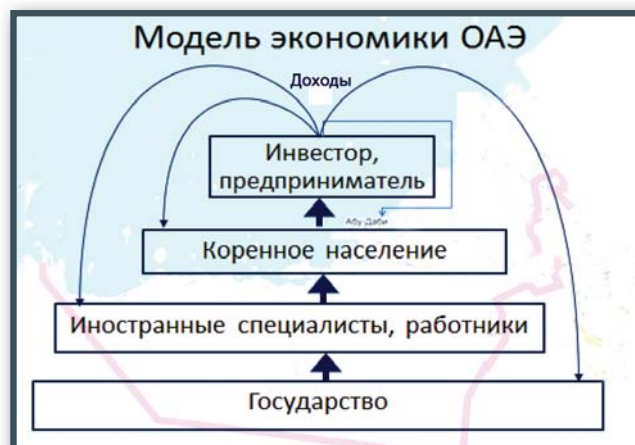 Модель экономики ОАЭ
Доходы
Инвестор,
предприниматель
Абу-Даби
Коренное население
Иностранные специалисты, работники
Государство